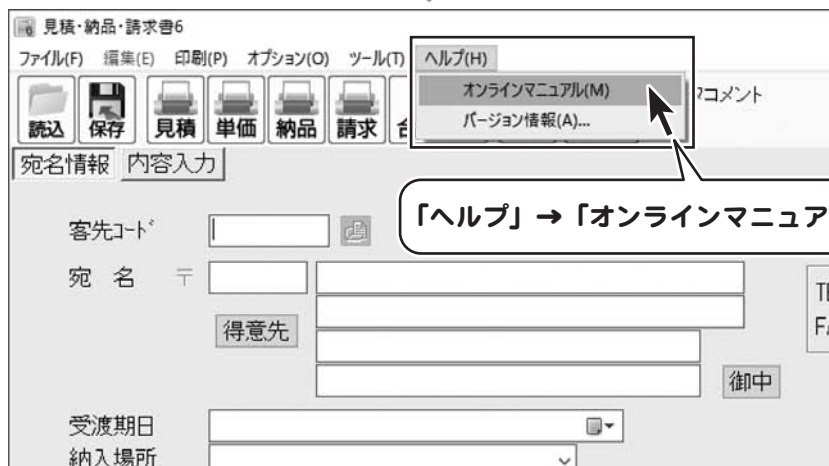 見積・納品・請求書6
ファイル(F) 編集(E) 印刷(P) オプション(O) ツール(T) ヘルプ(H)
オンラインマニュアル(M)
バージョン情報(A)...
コメント
読込 保存 見積 単価 納品 請求
宛名情報 内容入力
「ヘルプ」→「オンラインマニュア
客先コード
宛 名 〒
得意先
御中
受渡期日
納入場所